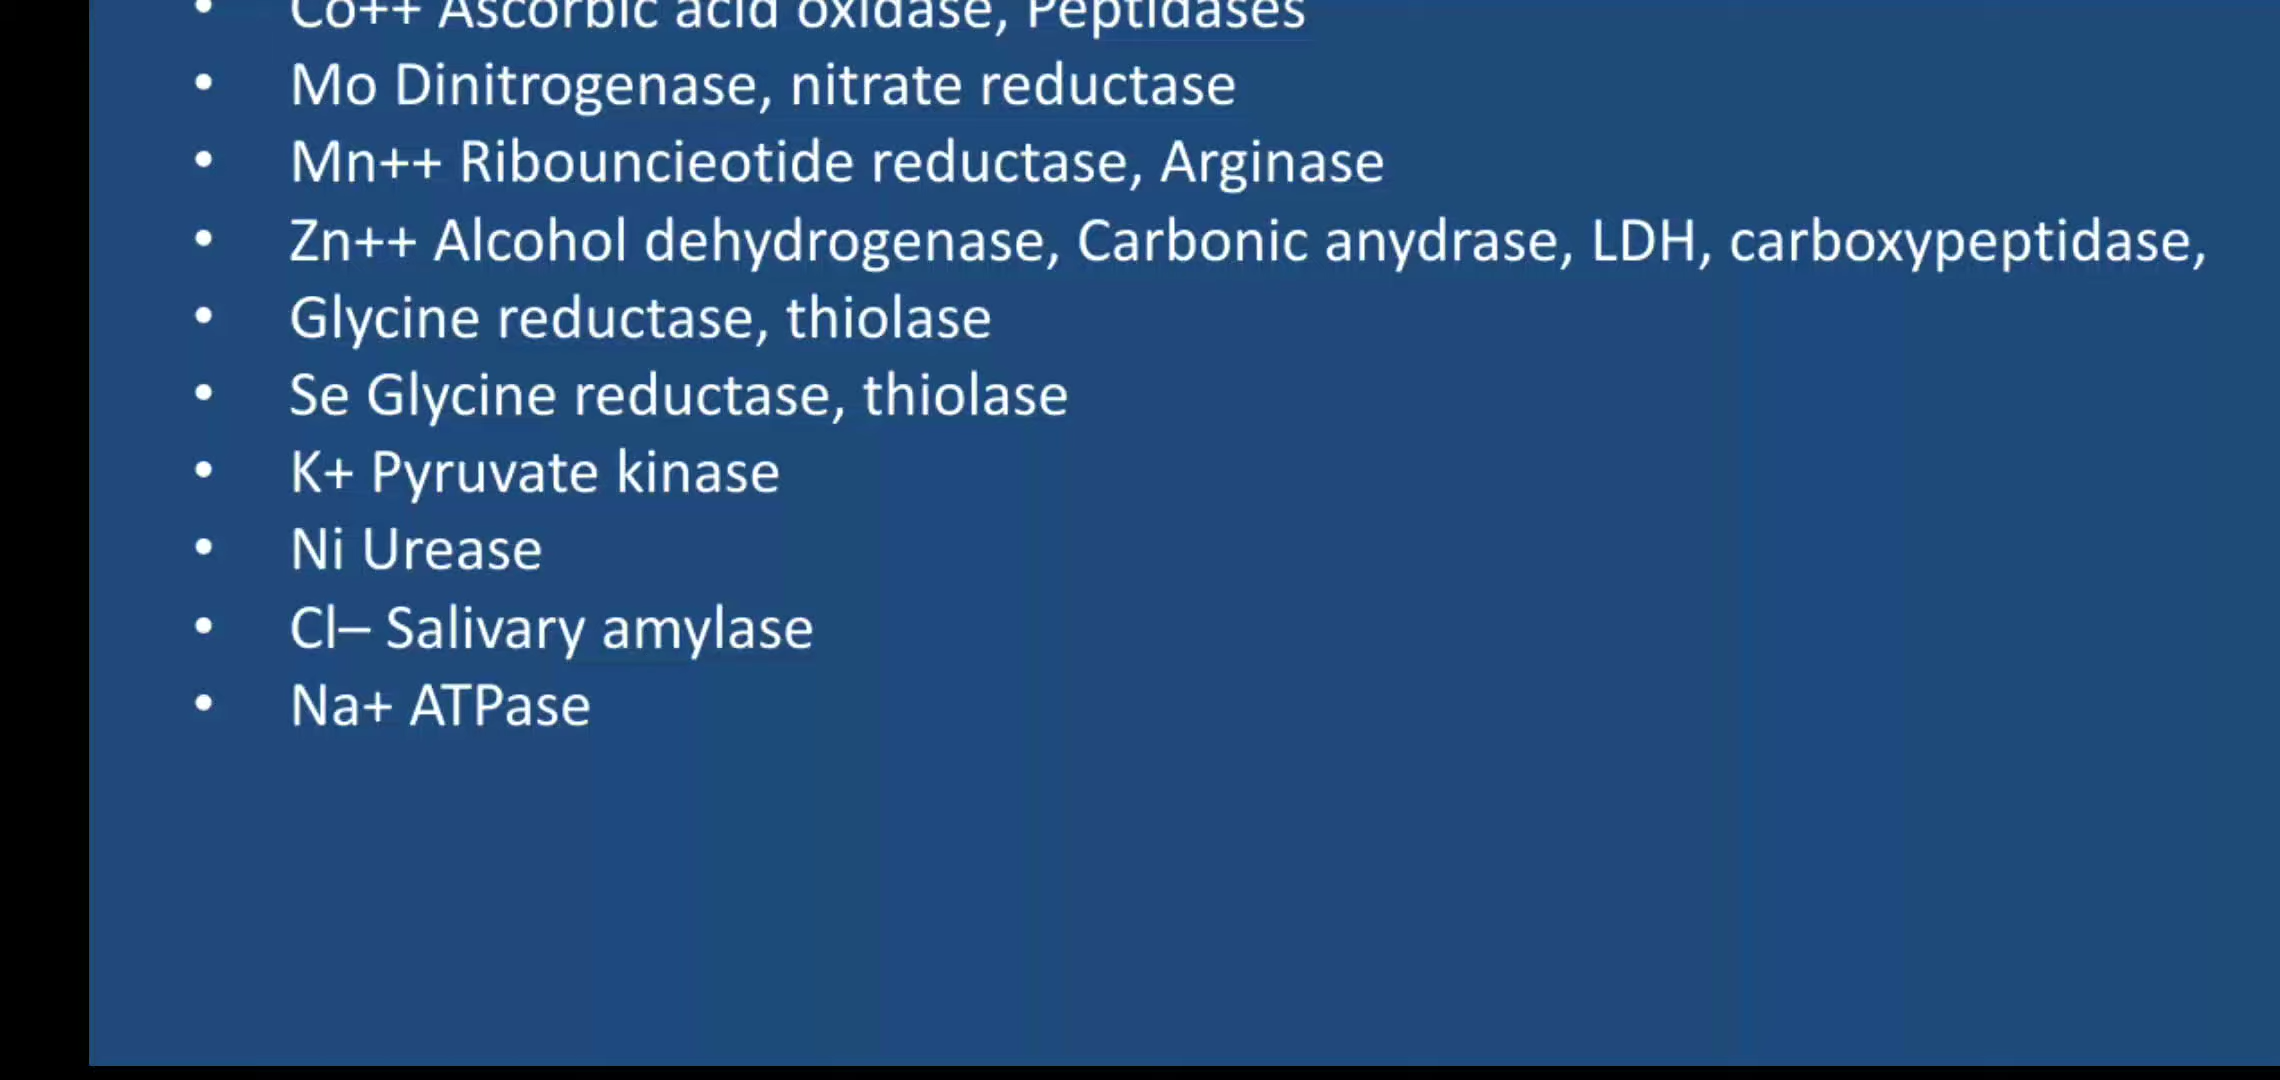 • Co++ Ascorbic acid oxidase, Peptidases
• Mo Dinitrogenase, nitrate reductase
• Mn++ Ribouncieotide reductase, Arginase
• Zn++ Alcohol dehydrogenase, Carbonic anydrase, LDH, carboxypeptidase,
• Glycine reductase, thiolase
• Se Glycine reductase, thiolase
• K+ Pyruvate kinase
• Ni Urease
• Cl– Salivary amylase
• Na+ ATPase